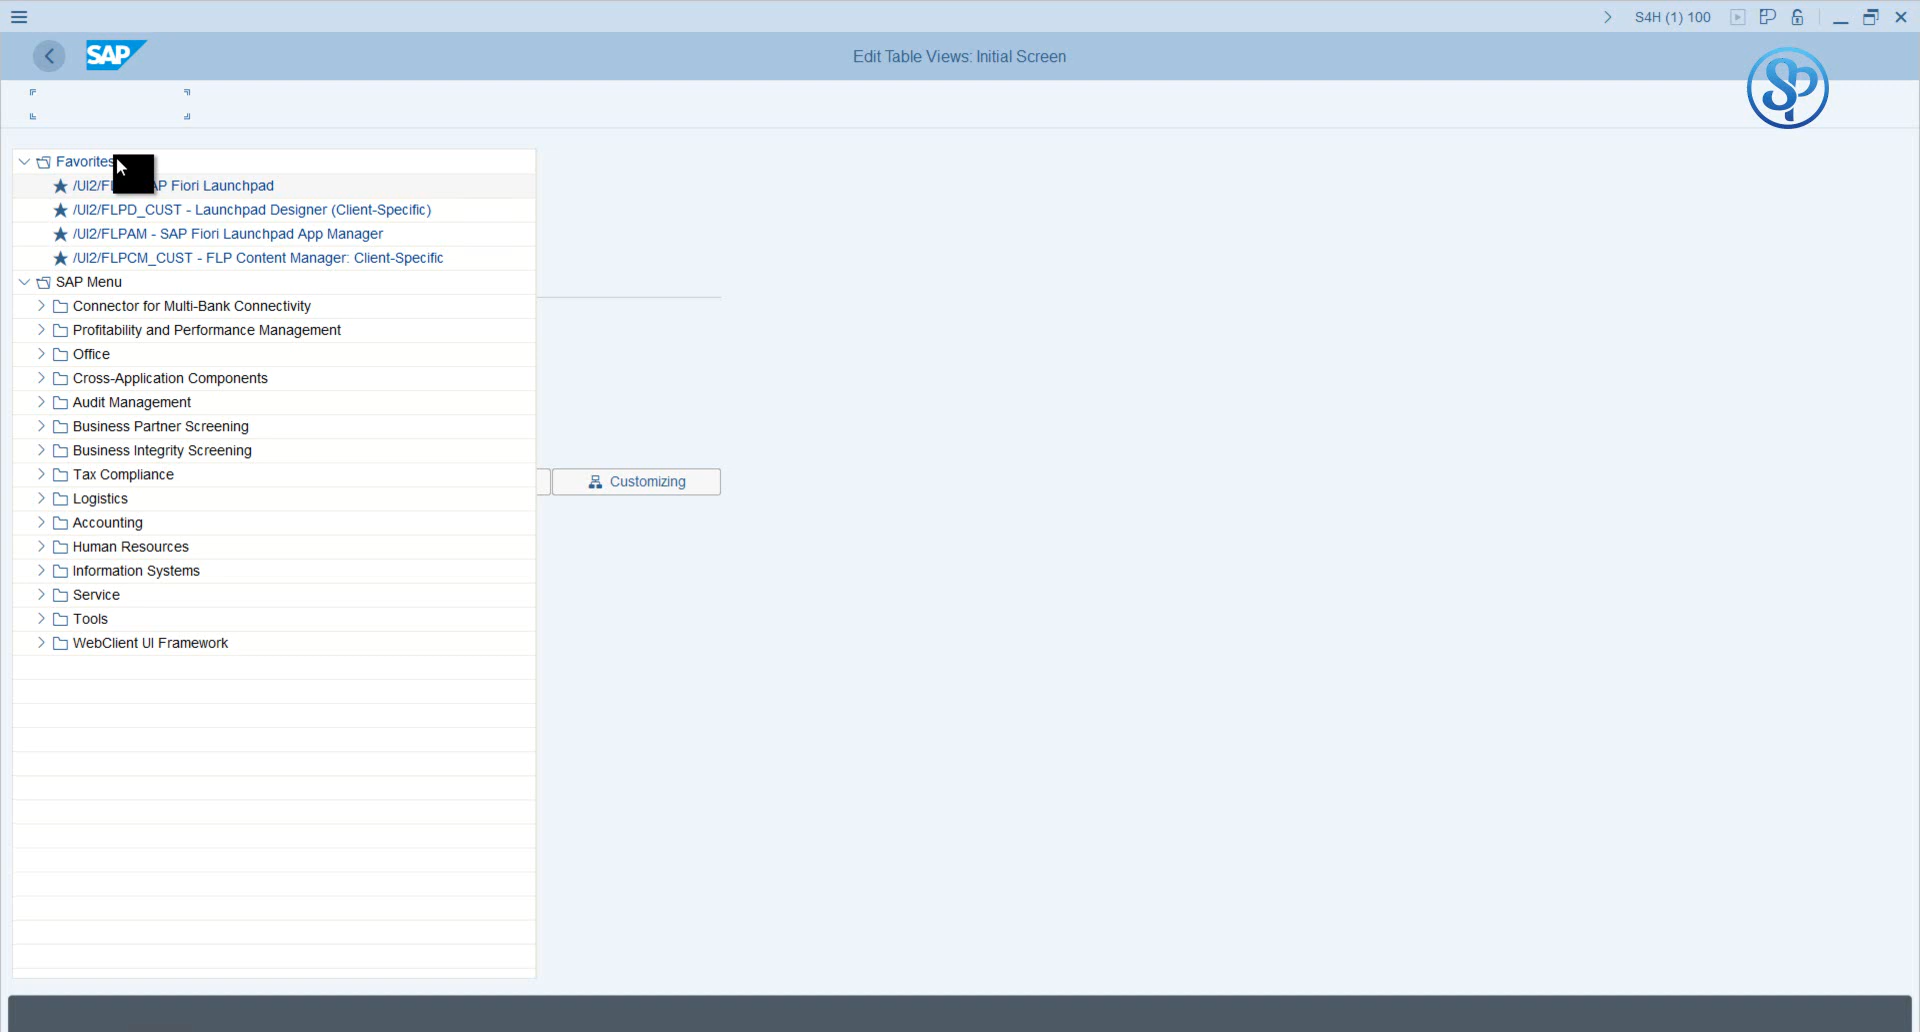 S4H (1) 100
SAP
Edit Table Views: Initial Screen
SP
Favorites
/UI2/FL AP Fiori Launchpad
/UI2/FLPD_CUST - Launchpad Designer (Client-Specific)
/UI2/FLPAM - SAP Fiori Launchpad App Manager
/UI2/FLPCM_CUST - FLP Content Manager: Client-Specific
SAP Menu
Connector for Multi-Bank Connectivity
Profitability and Performance Management
Office
Cross-Application Components
Audit Management
Business Partner Screening
Business Integrity Screening
Tax Compliance
Customizing
Logistics
Accounting
Human Resources
Information Systems
Service
Tools
WebClient UI Framework